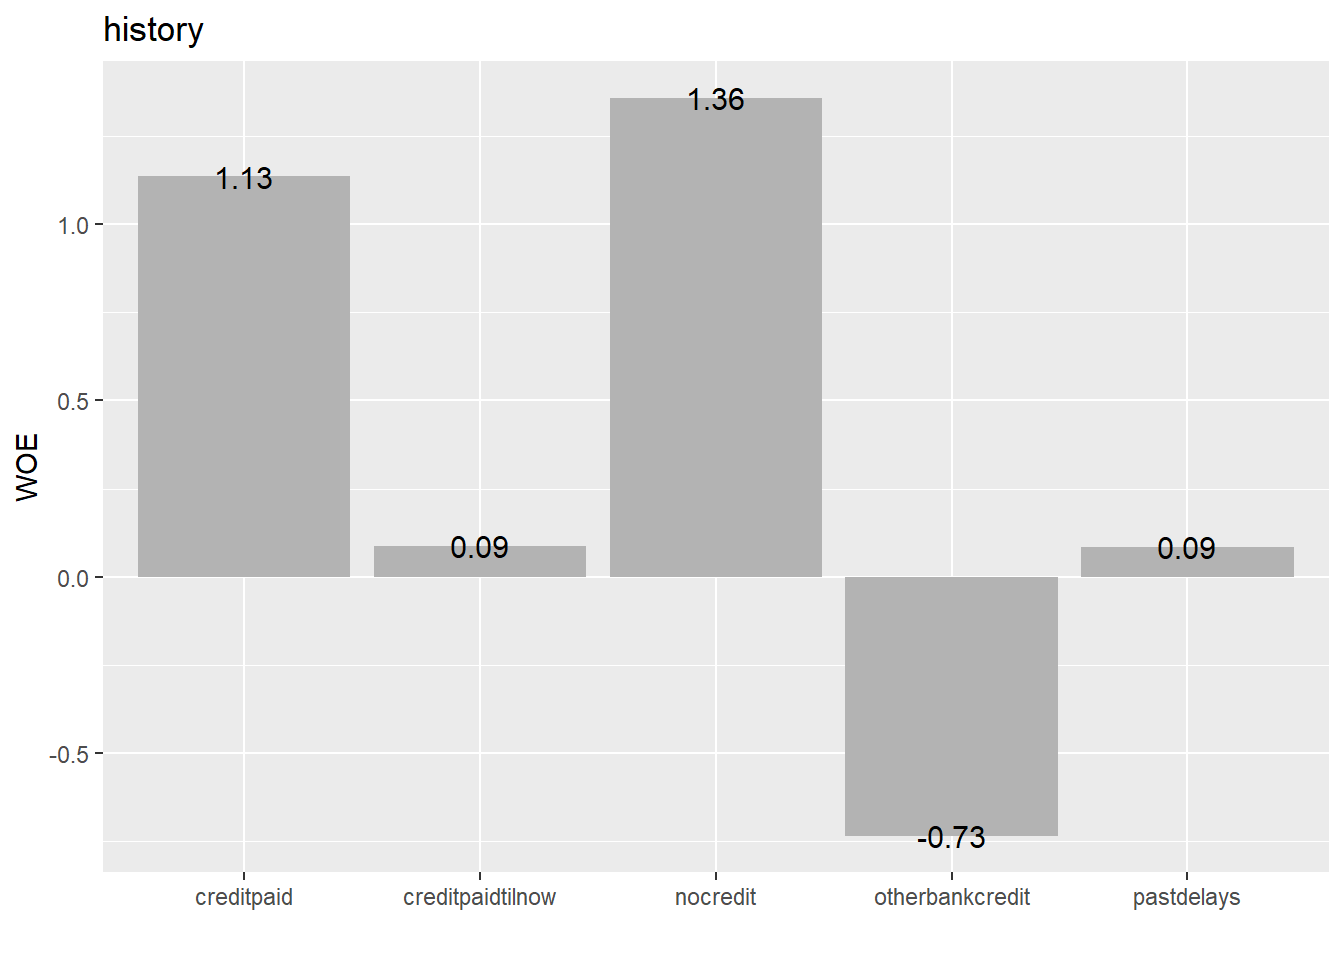 history
WOE
1.0
0.5
0.0
-0.5
1.13
0.09
1.36
-0.73
0.09
creditpaid
creditpaidtilnow
nocredit
otherbankcredit
pastdelays